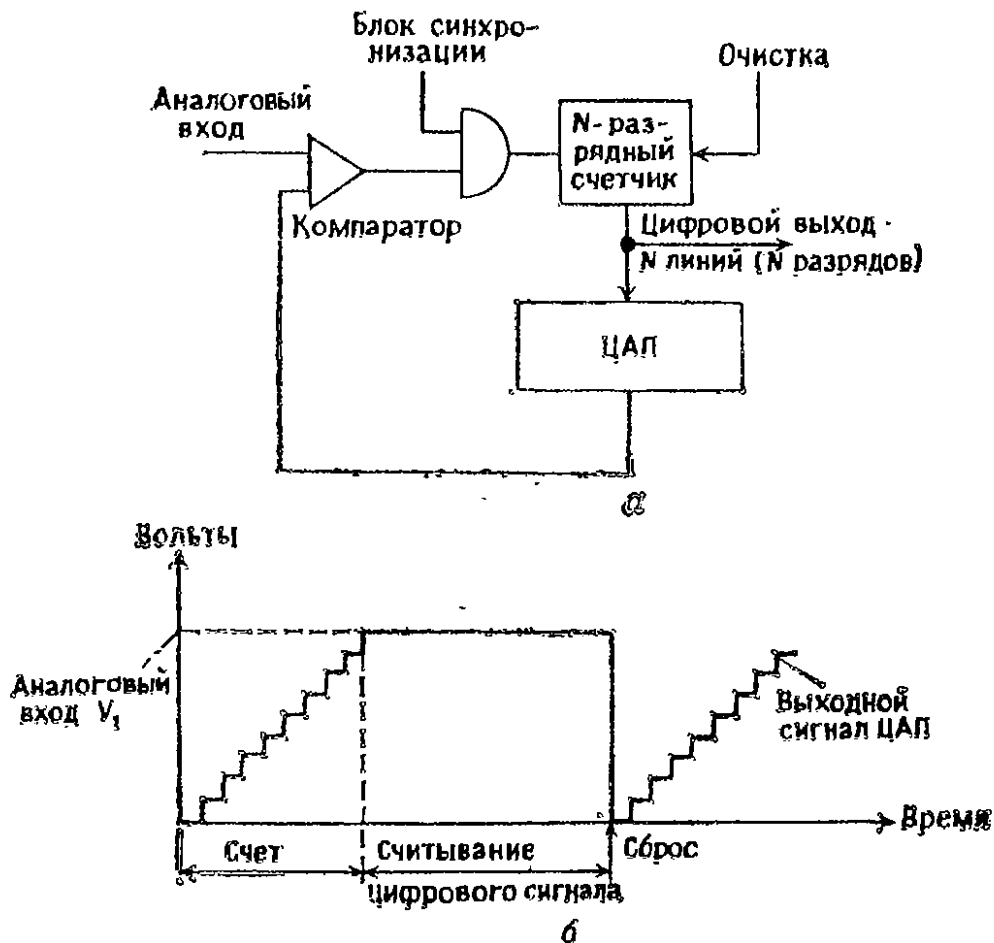 Блок синхро-
низации
Очистка
Аналоговый
вход
N-раз-
рядный
счетчик
Компаратор
Цифровой выход -
N линий (N разрядов)
ЦАП
а
Вольты
Аналоговый
вход V₁
Выходной
сигнал ЦАП
Время
Счет
Считывание
цифрового сигнала
Сброс
б